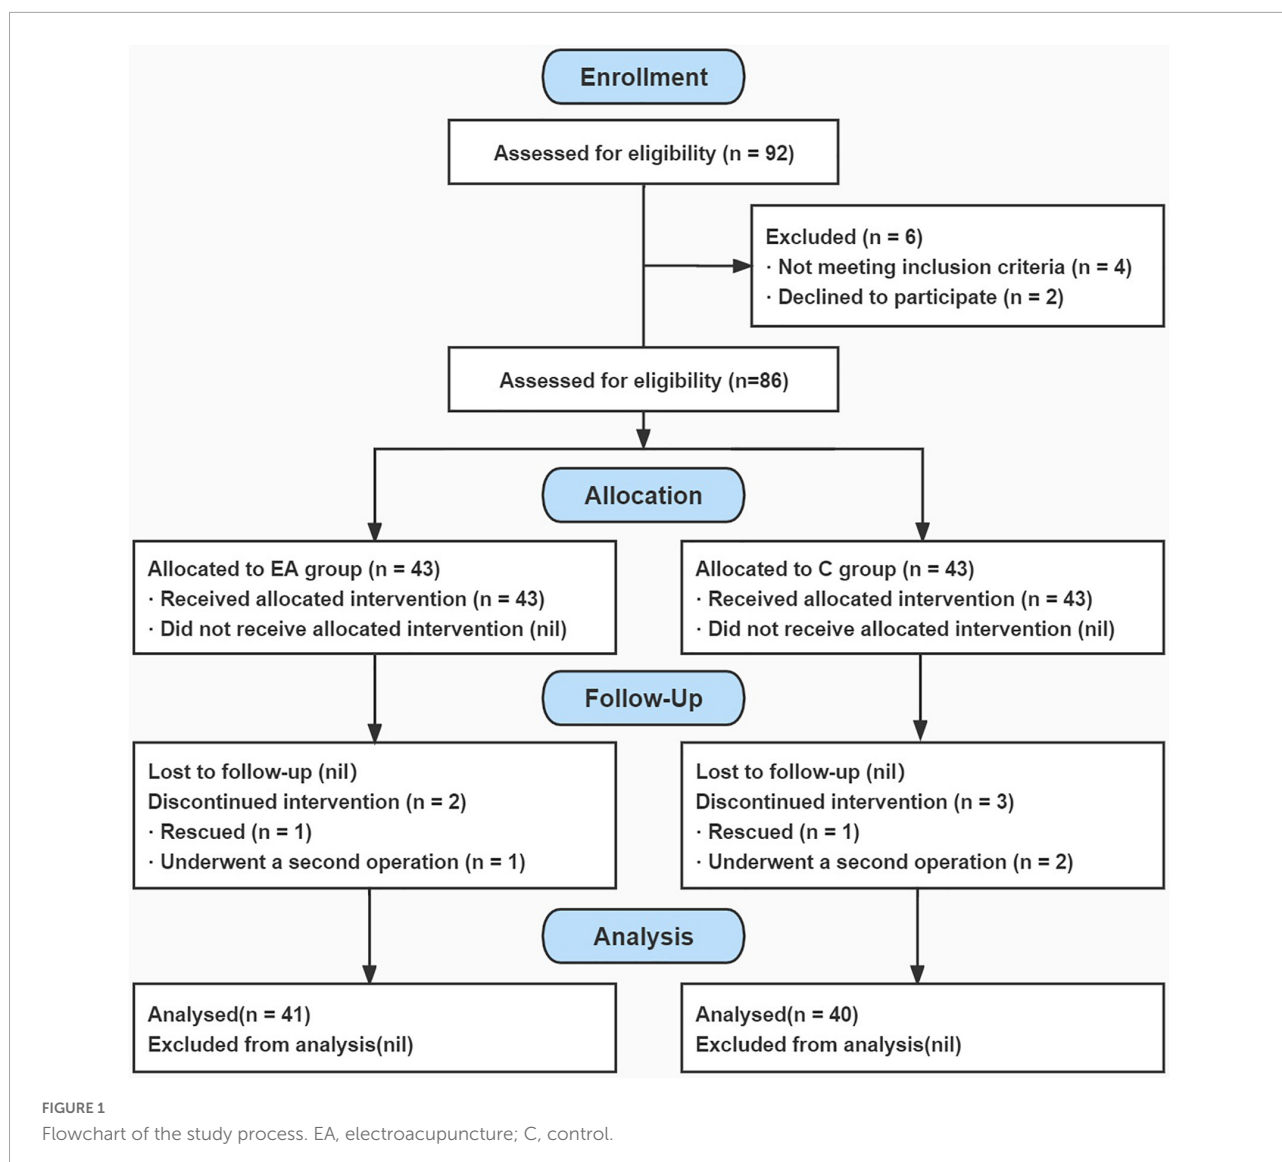 Enrollment
Assessed for eligibility (n = 92)
Excluded (n = 6)
· Not meeting inclusion criteria (n = 4)
· Declined to participate (n = 2)
Assessed for eligibility (n=86)
Allocation
Allocated to EA group (n = 43)
· Received allocated intervention (n = 43)
· Did not receive allocated intervention (nil)
Allocated to C group (n = 43)
· Received allocated intervention (n = 43)
· Did not receive allocated intervention (nil)
Follow-Up
Lost to follow-up (nil)
Discontinued intervention (n = 2)
· Rescued (n = 1)
· Underwent a second operation (n = 1)
Lost to follow-up (nil)
Discontinued intervention (n = 3)
· Rescued (n = 1)
· Underwent a second operation (n = 2)
Analysis
Analysed(n = 41)
Excluded from analysis(nil)
Analysed(n = 40)
Excluded from analysis(nil)
FIGURE 1
Flowchart of the study process. EA, electroacupuncture; C, control.